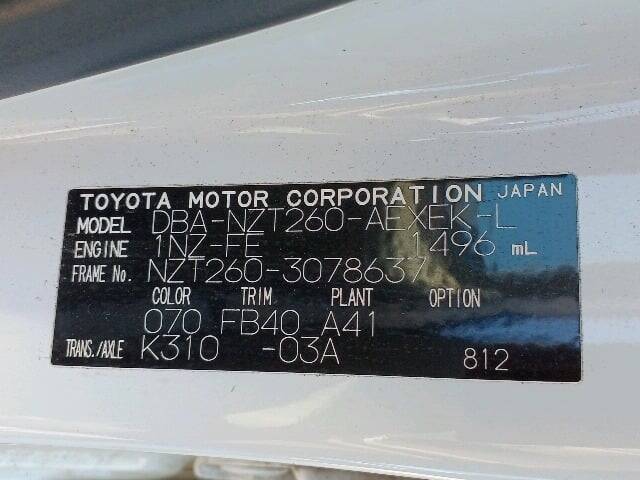 TOYOTA MOTOR CORPORATION JAPAN
MODEL DBA-NZT260-AEXEK-L
ENGINE 1NZ-FE 1496 mL
FRAME No. NZT260-3078637
COLOR TRIM PLANT OPTION
070 FB40 A41
TRANS./AXLE K310 -03A 812